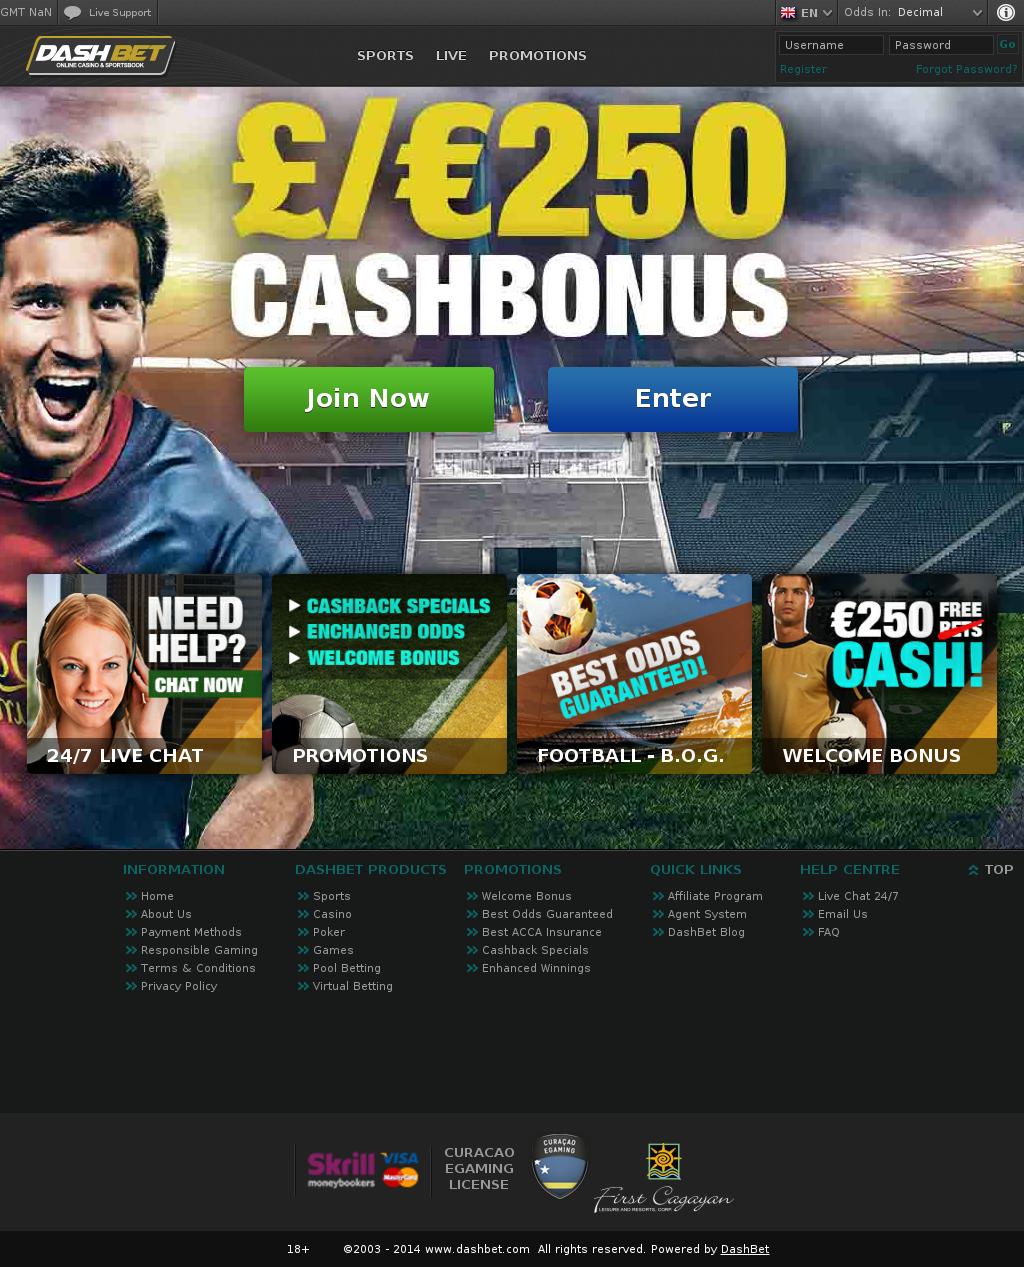 GMT NaN
Live Support
EN
Odds In: Decimal
DASHBET
ONLINE CASINO & SPORTSBOOK
SPORTS LIVE PROMOTIONS
Username
Password
Go
Register
Forgot Password?
£/€250
CASHBONUS
Join Now
Enter
NEED
HELP?
CHAT NOW
24/7 LIVE CHAT
CASHBACK SPECIALS
ENCHANCED ODDS
WELCOME BONUS
PROMOTIONS
BEST ODDS
GUARANTEED!
FOOTBALL - B.O.G.
€250 FREE
BETS
CASH!
WELCOME BONUS
INFORMATION
Home
About Us
Payment Methods
Responsible Gaming
Terms & Conditions
Privacy Policy
DASHBET PRODUCTS
Sports
Casino
Poker
Games
Pool Betting
Virtual Betting
PROMOTIONS
Welcome Bonus
Best Odds Guaranteed
Best ACCA Insurance
Cashback Specials
Enhanced Winnings
QUICK LINKS
Affiliate Program
Agent System
DashBet Blog
HELP CENTRE
Live Chat 24/7
Email Us
FAQ
TOP
Skrill
moneybookers
VISA
MasterCard
CURACAO
EGAMING
LICENSE
CURAÇAO
EGAMING
First Cagayan
LEISURE AND RESORTS, CORP.
18+
©2003 - 2014 www.dashbet.com All rights reserved. Powered by DashBet